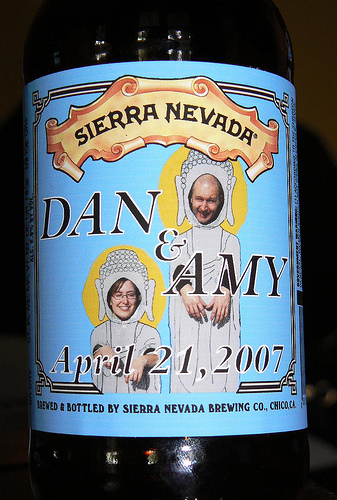 SIERRA NEVADA®
DAN
&
AMY
April 21, 2007
BREWED & BOTTLED BY SIERRA NEVADA BREWING CO., CHICO, CA.